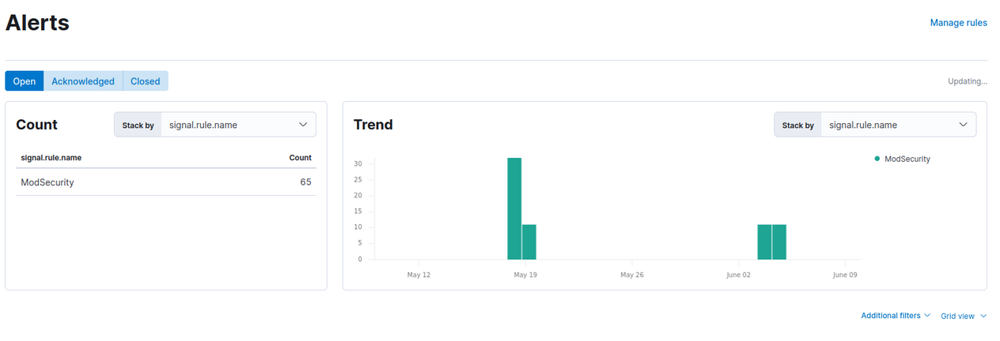 Alerts
Manage rules
Open Acknowledged Closed
Updating...
Count
Stack by signal.rule.name
signal.rule.name Count
ModSecurity 65
Trend
Stack by signal.rule.name
ModSecurity
30
25
20
15
10
5
0
May 12 May 19 May 26 June 02 June 09
Additional filters Grid view